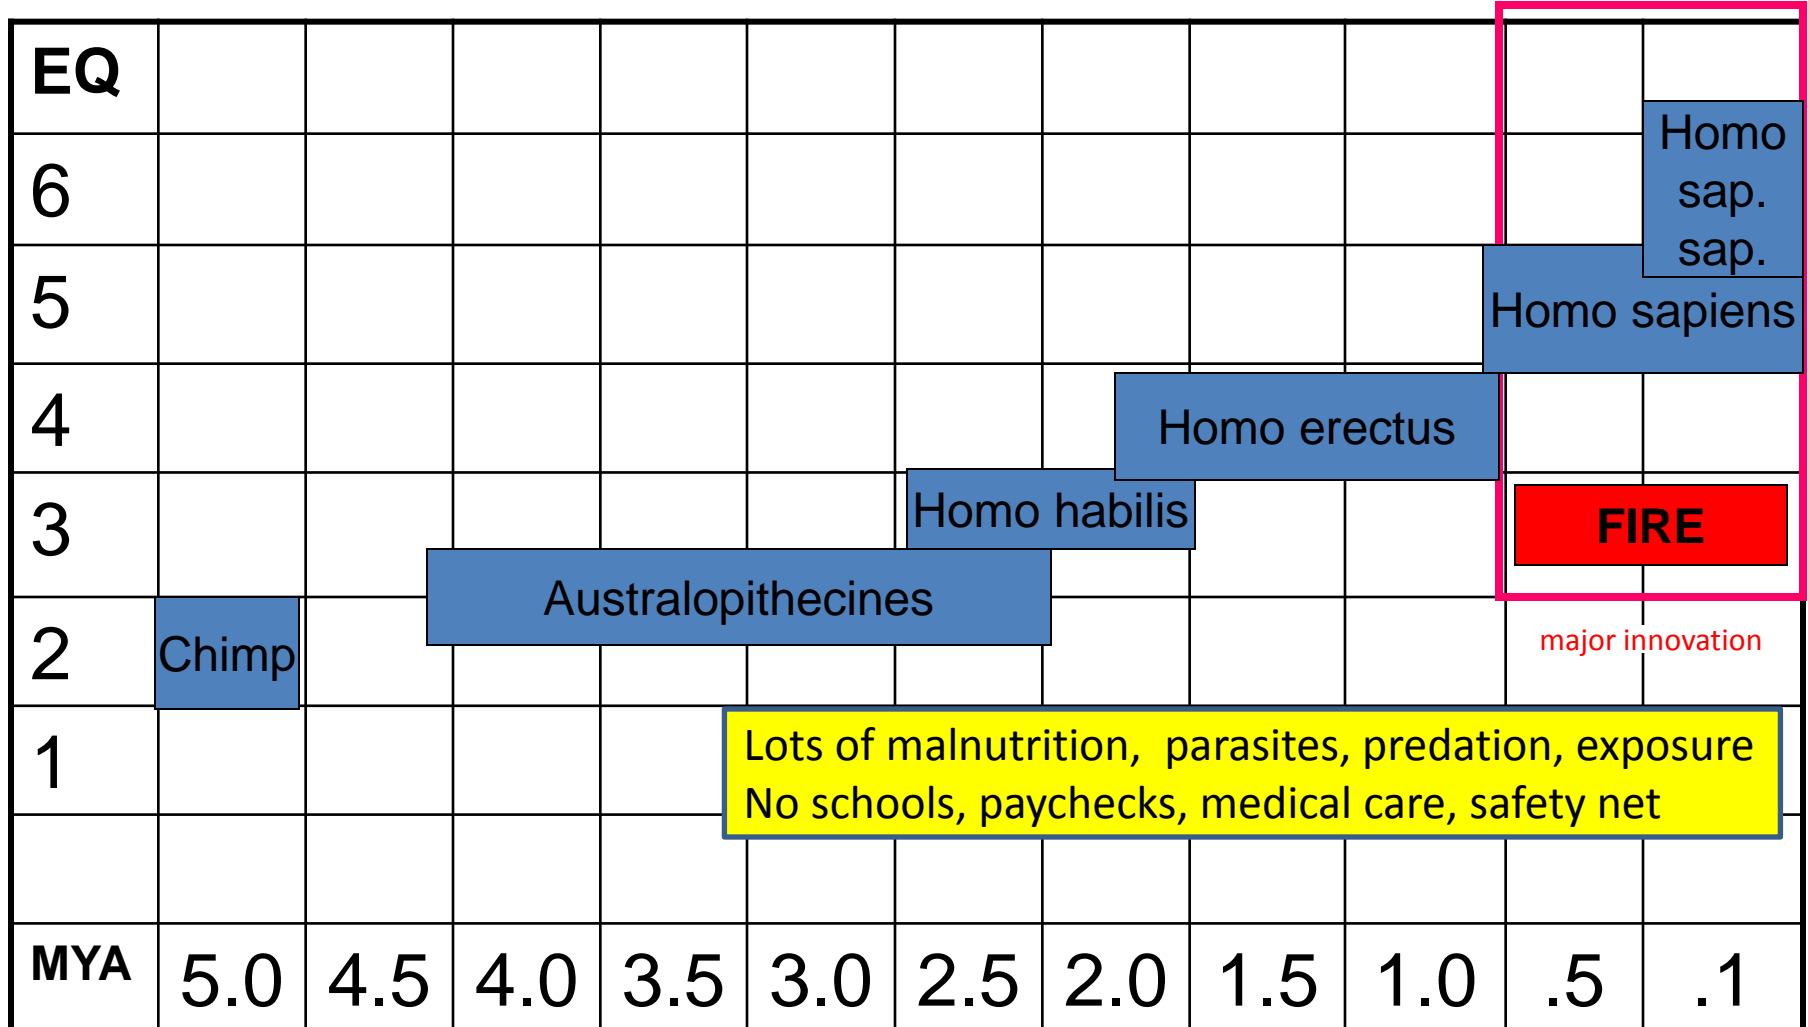 EQ
Homo
sap.
sap.
6
5
Homo sapiens
4
Homo erectus
3
Homo habilis
FIRE
Australopithecines
2
Chimp
major innovation
1
Lots of malnutrition, parasites, predation, exposure
No schools, paychecks, medical care, safety net
MYA 5.0 4.5 4.0 3.5 3.0 2.5 2.0 1.5 1.0 .5 .1